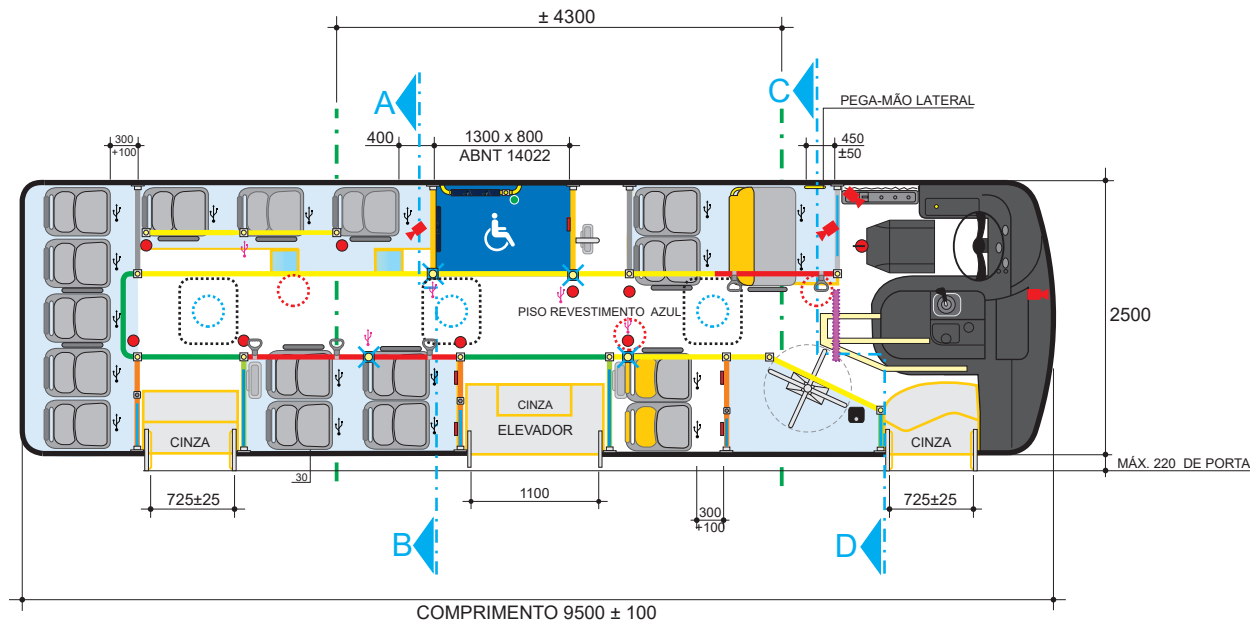 ± 4300
A
C
PEGA-MÃO LATERAL
300
+100
400
1300 x 800
ABNT 14022
450
±50
PISO REVESTIMENTO AZUL
2500
CINZA
CINZA
ELEVADOR
CINZA
MÁX. 220 DE PORTA
30
725±25
1100
300
+100
725±25
B
D
COMPRIMENTO 9500 ± 100